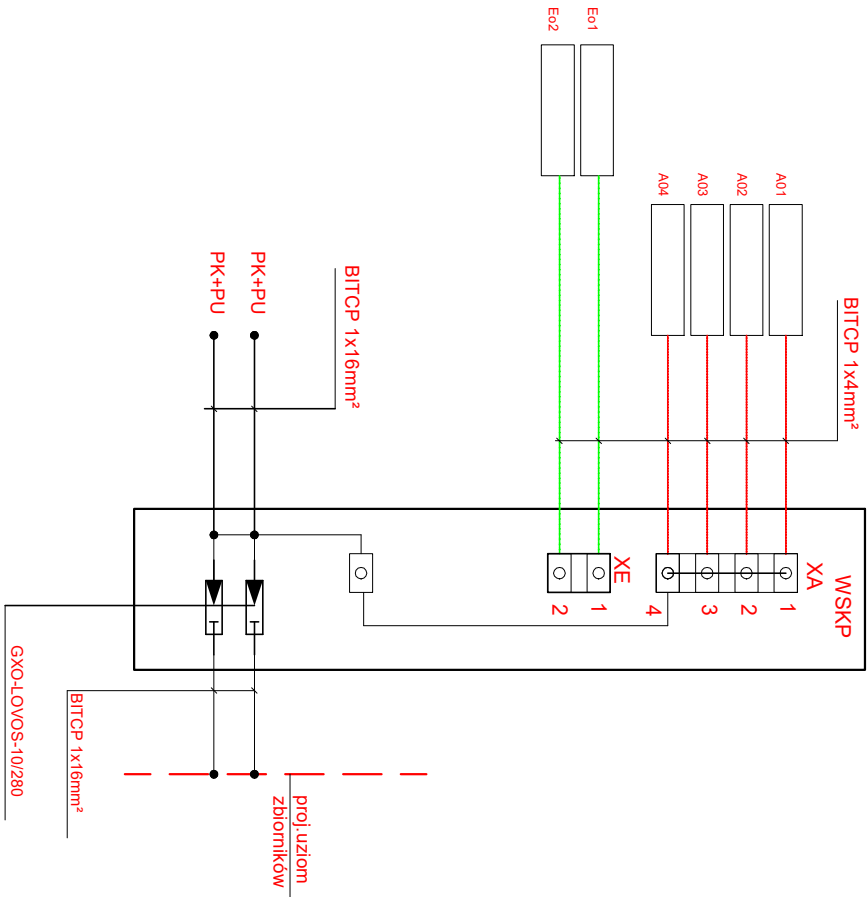 WSKP
XA
1
2
3
4
XE
1
2
BITCP 1x4mm²
A01
A02
A03
A04
Eo1
Eo2
BITCP 1x16mm²
PK+PU
PK+PU
proj.uziom
zbiorników
BITCP 1x16mm²
GXO-LOVOS-10/280